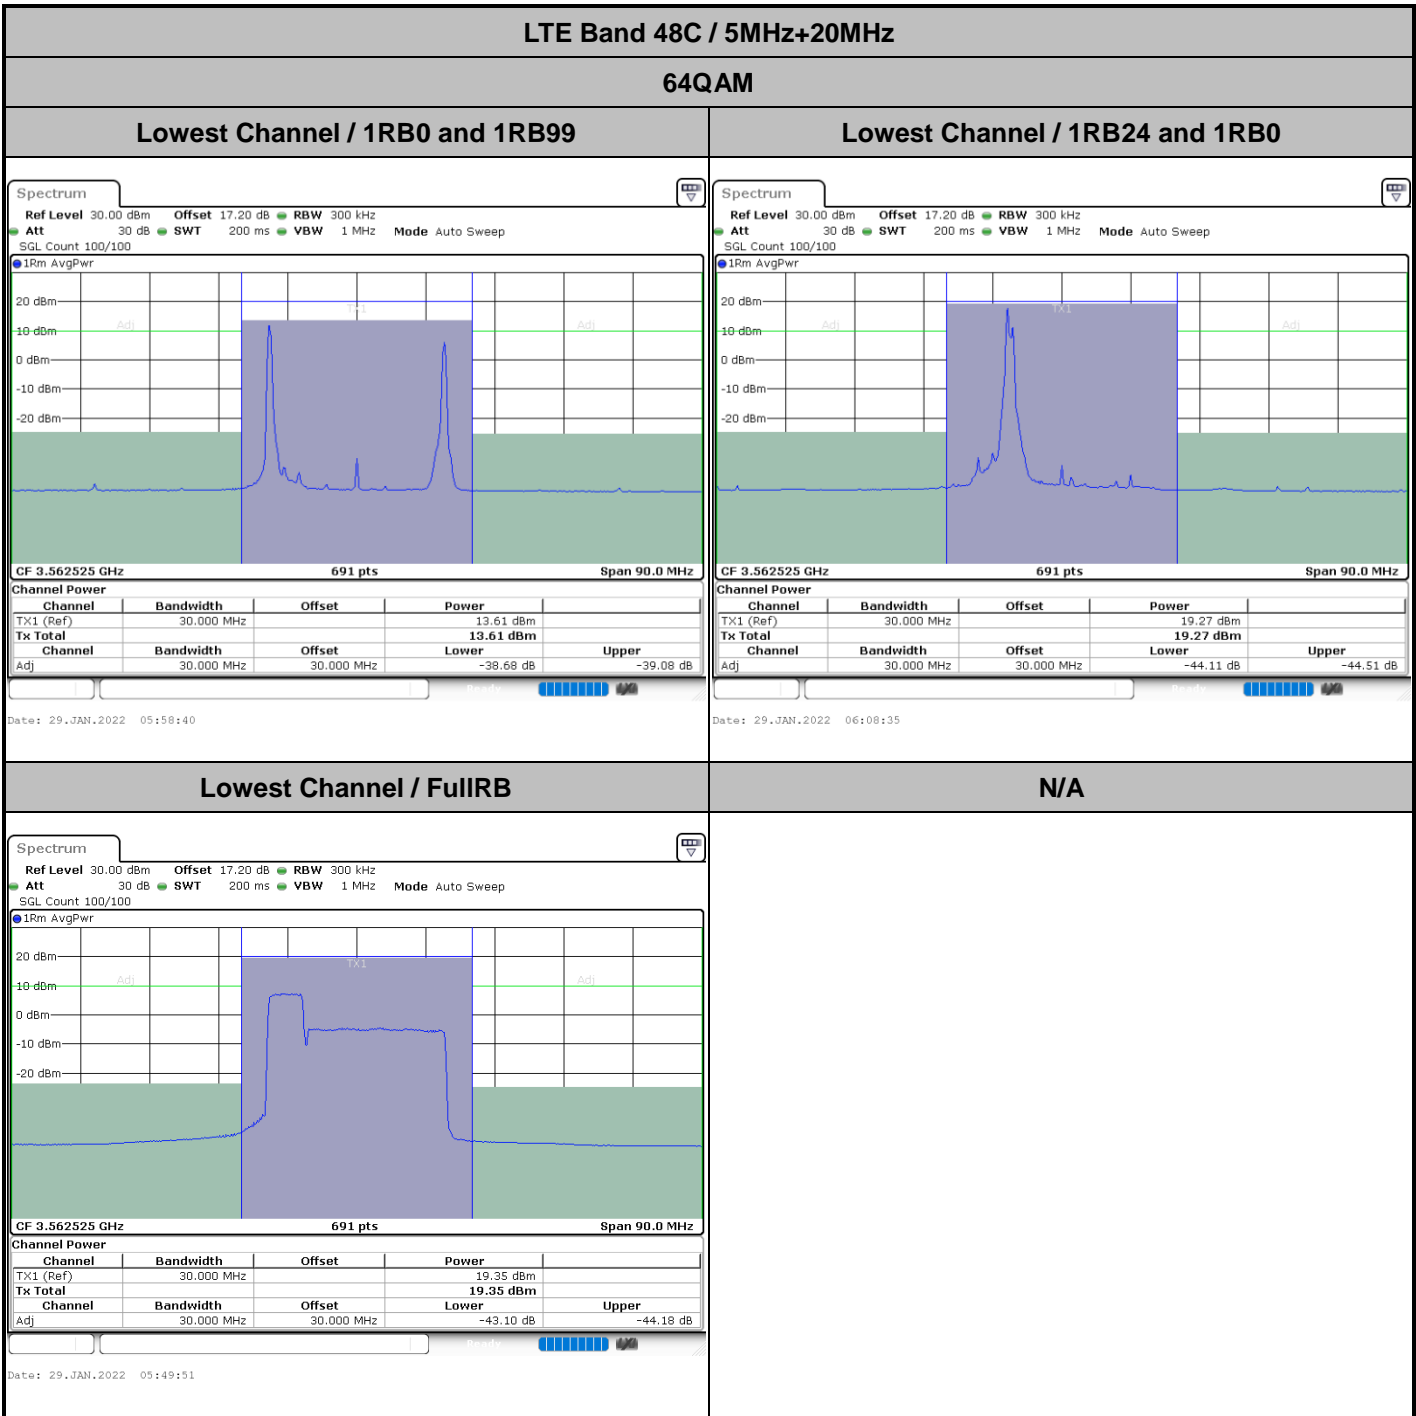 LTE Band 48C / 5MHz+20MHz
64QAM
Lowest Channel / 1RB0 and 1RB99
Lowest Channel / 1RB24 and 1RB0
Spectrum
Ref Level 30.00 dBm Offset 17.20 dB RBW 300 kHz
Att 30 dB SWT 200 ms VBW 1 MHz Mode Auto Sweep
SGL Count 100/100
1Rm AvgPwr
20 dBm
TX1
10 dBm
Adj
Adj
0 dBm
-10 dBm
-20 dBm
CF 3.562525 GHz 691 pts Span 90.0 MHz
Channel Power
Channel Bandwidth Offset Power
TX1 (Ref) 30.000 MHz 13.61 dBm
Tx Total 13.61 dBm
Channel Bandwidth Offset Lower Upper
Adj 30.000 MHz 30.000 MHz -38.68 dB -39.08 dB
Ready
Date: 29.JAN.2022 05:58:40
Spectrum
Ref Level 30.00 dBm Offset 17.20 dB RBW 300 kHz
Att 30 dB SWT 200 ms VBW 1 MHz Mode Auto Sweep
SGL Count 100/100
1Rm AvgPwr
20 dBm
TX1
10 dBm
Adj
Adj
0 dBm
-10 dBm
-20 dBm
CF 3.562525 GHz 691 pts Span 90.0 MHz
Channel Power
Channel Bandwidth Offset Power
TX1 (Ref) 30.000 MHz 19.27 dBm
Tx Total 19.27 dBm
Channel Bandwidth Offset Lower Upper
Adj 30.000 MHz 30.000 MHz -44.11 dB -44.51 dB
Ready
Date: 29.JAN.2022 06:08:35
Lowest Channel / FullRB
N/A
Spectrum
Ref Level 30.00 dBm Offset 17.20 dB RBW 300 kHz
Att 30 dB SWT 200 ms VBW 1 MHz Mode Auto Sweep
SGL Count 100/100
1Rm AvgPwr
20 dBm
TX1
10 dBm
Adj
Adj
0 dBm
-10 dBm
-20 dBm
CF 3.562525 GHz 691 pts Span 90.0 MHz
Channel Power
Channel Bandwidth Offset Power
TX1 (Ref) 30.000 MHz 19.35 dBm
Tx Total 19.35 dBm
Channel Bandwidth Offset Lower Upper
Adj 30.000 MHz 30.000 MHz -43.10 dB -44.18 dB
Ready
Date: 29.JAN.2022 05:49:51